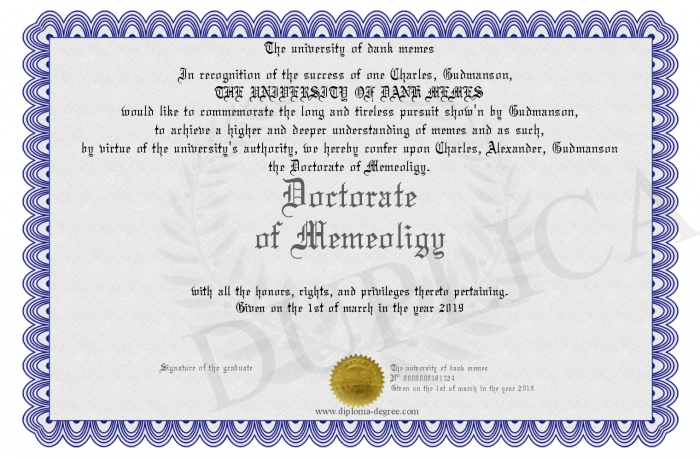 The university of dank memes
In recognition of the success of one Charles, Gudmanson,
THE UNIVERSITY OF DANK MEMES
would like to commemorate the long and tireless pursuit show'n by Gudmanson,
to achieve a higher and deeper understanding of memes and as such,
by virtue of the university's authority, we hereby confer upon Charles, Alexander, Gudmanson
the Doctorate of Memeoligy.
Doctorate
of Memeoligy
with all the honors, rights, and privileges thereto pertaining.
Given on the 1st of march in the year 2019
Signature of the graduate
The university of dank memes
N° 0000000181324
Given on the 1st of march in the year 2019
www.diploma-degree.com
DUPLICA